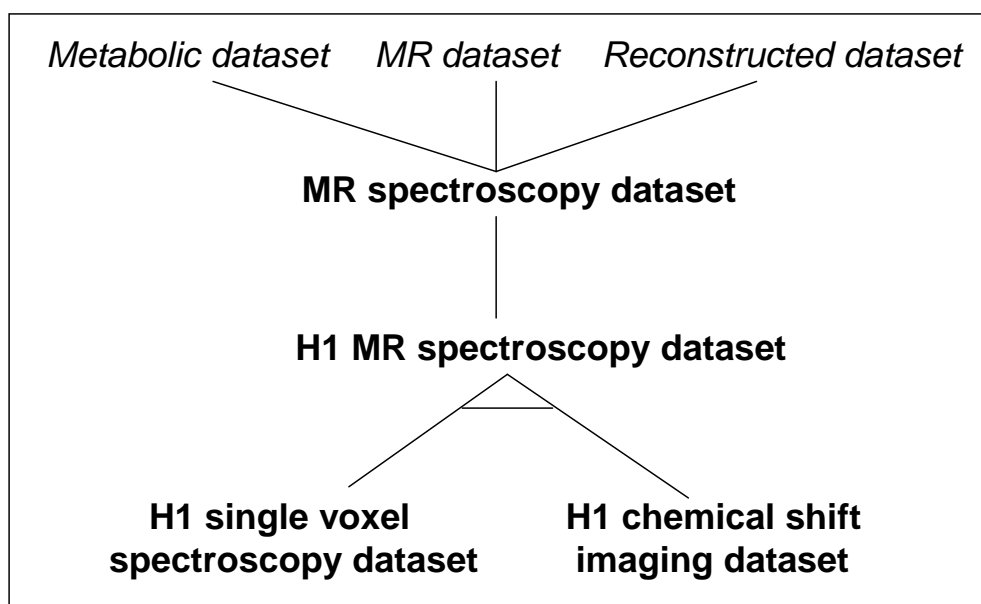 Metabolic dataset MR dataset Reconstructed dataset
MR spectroscopy dataset
H1 MR spectroscopy dataset
H1 single voxel
spectroscopy dataset
H1 chemical shift
imaging dataset